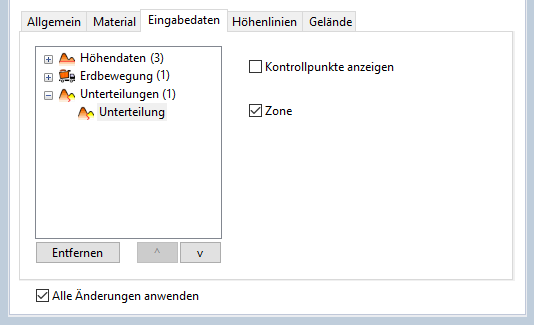 Allgemein Material Eingabedaten Höhenlinien Gelände
Höhendaten (3)
Kontrollpunkte anzeigen
Erdbewegung (1)
Unterteilungen (1)
Unterteilung
Zone
Entfernen ^ v
Alle Änderungen anwenden